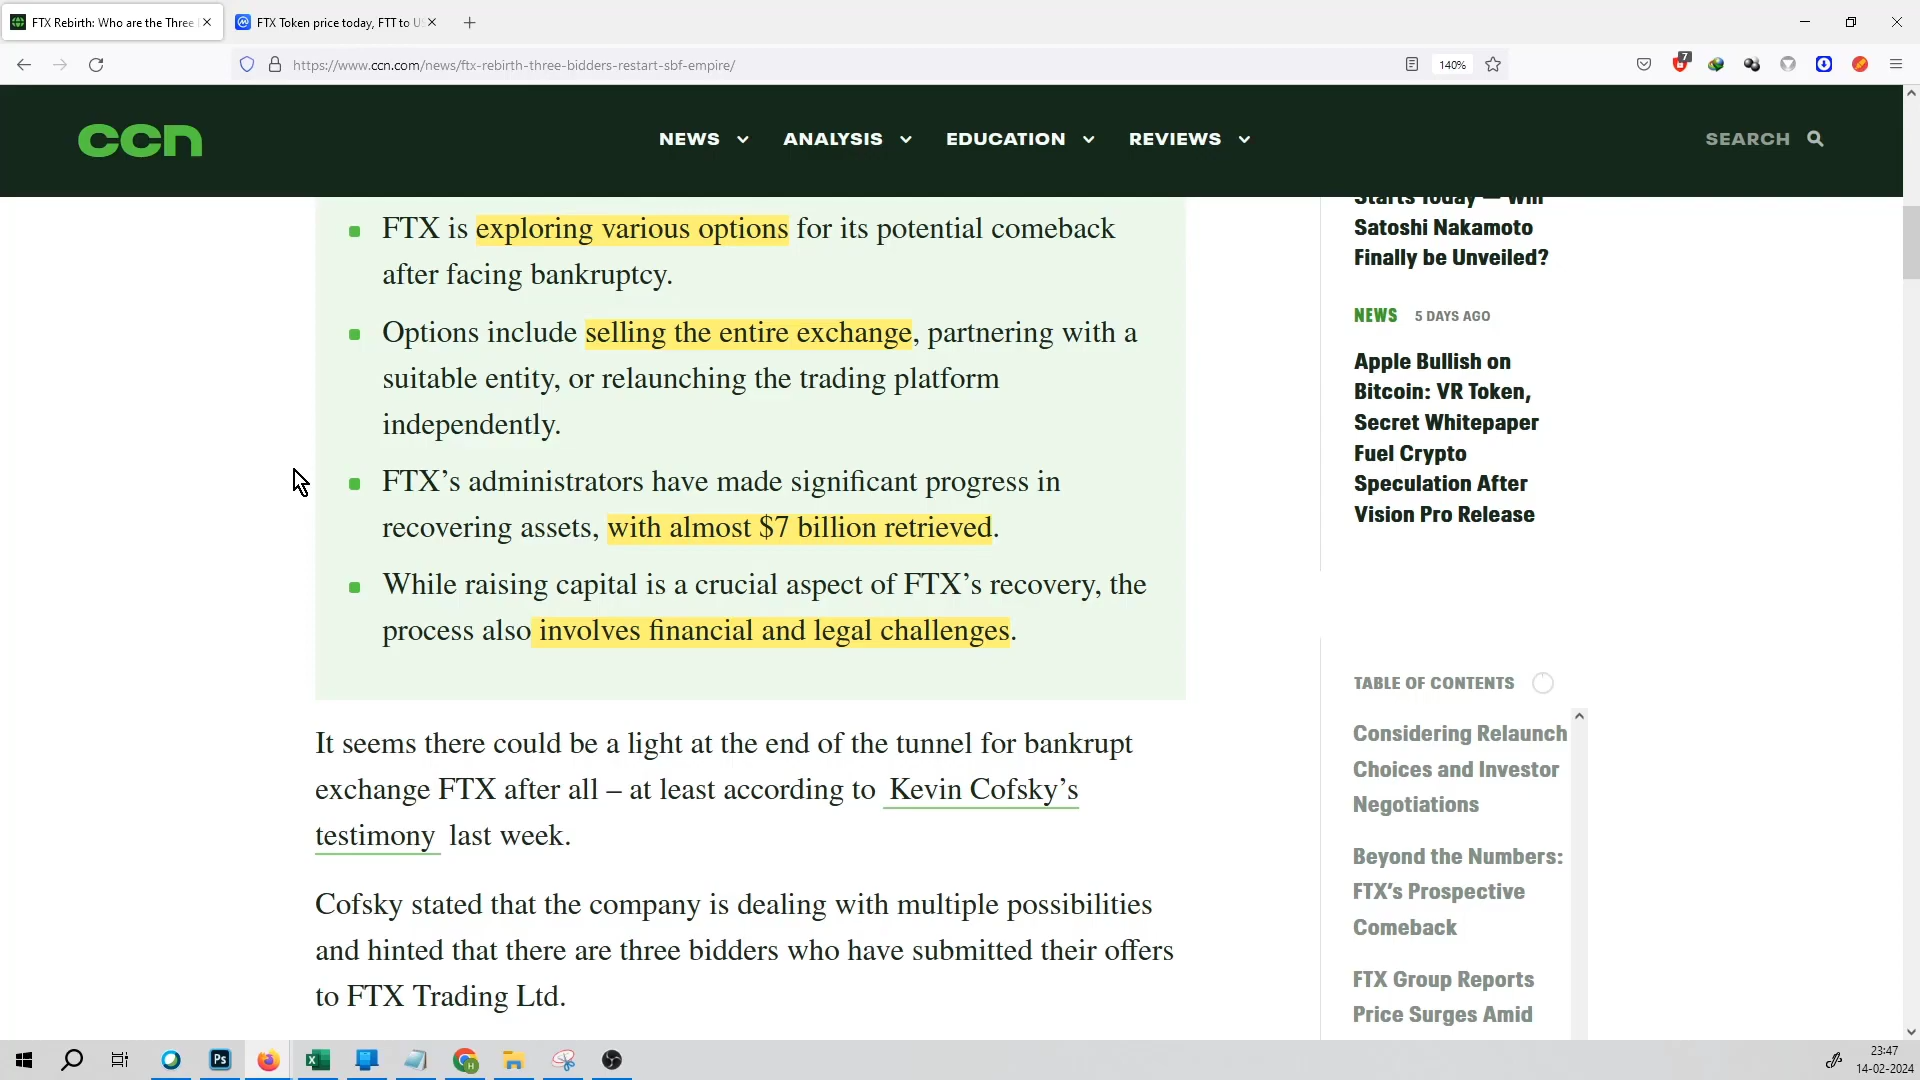 FTX Rebirth: Who are the Three
FTX Token price today, FTT to U
https://www.ccn.com/news/ftx-rebirth-three-bidders-restart-sbf-empire/
140%
7
ccn
NEWS
ANALYSIS
EDUCATION
REVIEWS
SEARCH
FTX is exploring various options for its potential comeback
after facing bankruptcy.
Options include selling the entire exchange, partnering with a
suitable entity, or relaunching the trading platform
independently.
FTX’s administrators have made significant progress in
recovering assets, with almost $7 billion retrieved.
While raising capital is a crucial aspect of FTX’s recovery, the
process also involves financial and legal challenges.
It seems there could be a light at the end of the tunnel for bankrupt
exchange FTX after all – at least according to Kevin Cofsky’s
testimony last week.
Cofsky stated that the company is dealing with multiple possibilities
and hinted that there are three bidders who have submitted their offers
to FTX Trading Ltd.
Starts Today — Will
Satoshi Nakamoto
Finally be Unveiled?
NEWS 5 DAYS AGO
Apple Bullish on
Bitcoin: VR Token,
Secret Whitepaper
Fuel Crypto
Speculation After
Vision Pro Release
TABLE OF CONTENTS
Considering Relaunch
Choices and Investor
Negotiations
Beyond the Numbers:
FTX’s Prospective
Comeback
FTX Group Reports
Price Surges Amid
Ps
H
23:47
14-02-2024